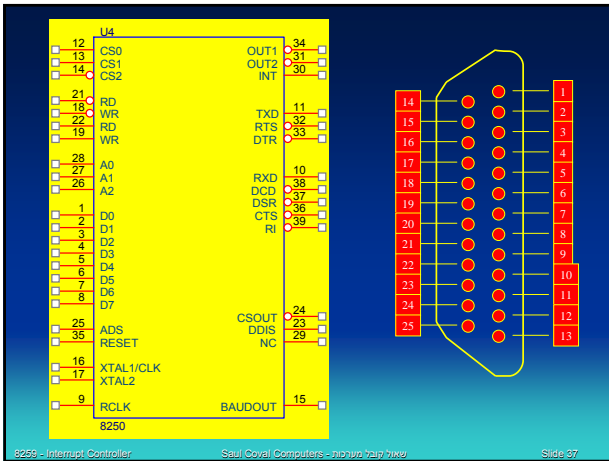 U4
12 CS0 OUT1 34
13 CS1 OUT2 31
14 CS2 INT 30
21 RD
18 WR TXD 11
22 RD RTS 32
19 WR DTR 33
28 A0
27 A1 RXD 10
26 A2 DCD 38
DSR 37
1 D0 CTS 36
2 D1 RI 39
3 D2
4 D3
5 D4
6 D5
7 D6
8 D7
CSOUT 24
25 ADS DDIS 23
35 RESET NC 29
16 XTAL1/CLK
17 XTAL2
9 RCLK BAUDOUT 15
8250
1
14
2
15
3
16
4
17
5
18
6
19
7
20
8
21
9
22
10
23
11
24
12
25
13
8259 - Interrupt Controller
Saul Coval Computers - שאול קובל מערכות
Slide 37